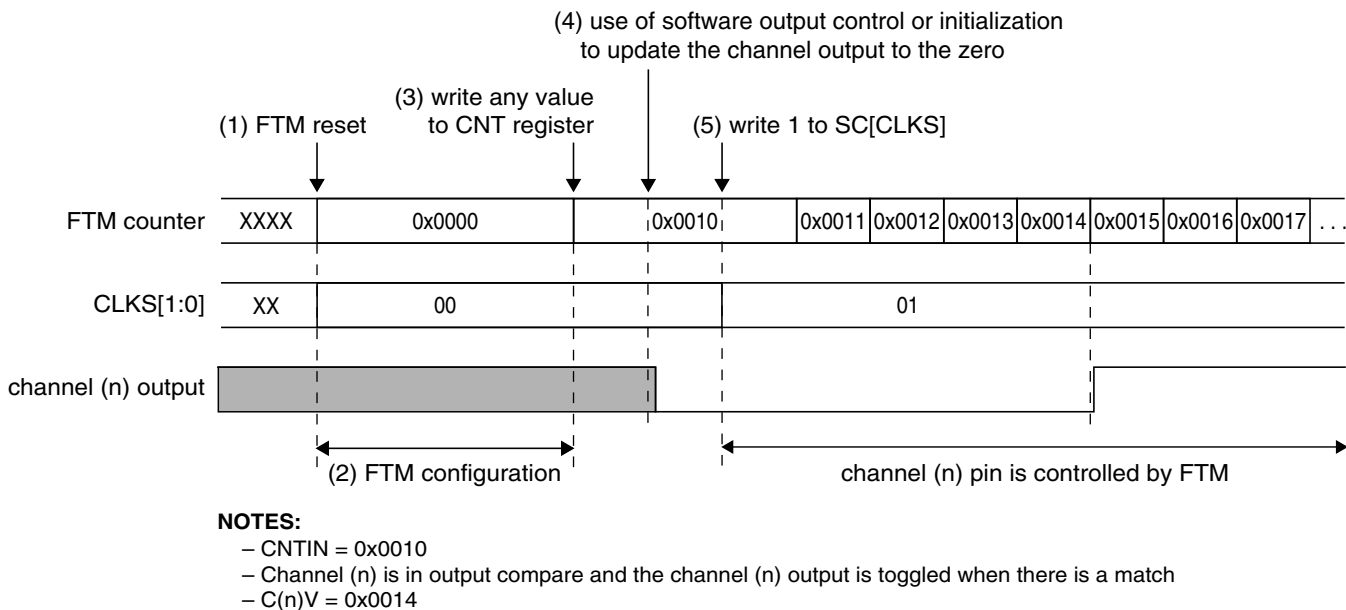 (4) use of software output control or initialization
to update the channel output to the zero
(3) write any value
to CNT register
(1) FTM reset
(5) write 1 to SC[CLKS]
FTM counter XXXX 0x0000 0x0010 0x0011 0x0012 0x0013 0x0014 0x0015 0x0016 0x0017 . . .
CLKS[1:0] XX 00 01
channel (n) output
(2) FTM configuration
channel (n) pin is controlled by FTM
NOTES:
– CNTIN = 0x0010
– Channel (n) is in output compare and the channel (n) output is toggled when there is a match
– C(n)V = 0x0014